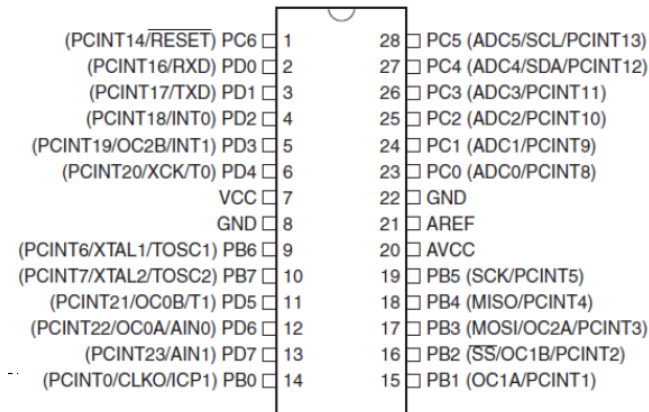 (PCINT14/RESET) PC6 1 28 PC5 (ADC5/SCL/PCINT13)
(PCINT16/RXD) PD0 2 27 PC4 (ADC4/SDA/PCINT12)
(PCINT17/TXD) PD1 3 26 PC3 (ADC3/PCINT11)
(PCINT18/INT0) PD2 4 25 PC2 (ADC2/PCINT10)
(PCINT19/OC2B/INT1) PD3 5 24 PC1 (ADC1/PCINT9)
(PCINT20/XCK/T0) PD4 6 23 PC0 (ADC0/PCINT8)
VCC 7 22 GND
GND 8 21 AREF
(PCINT6/XTAL1/TOSC1) PB6 9 20 AVCC
(PCINT7/XTAL2/TOSC2) PB7 10 19 PB5 (SCK/PCINT5)
(PCINT21/OC0B/T1) PD5 11 18 PB4 (MISO/PCINT4)
(PCINT22/OC0A/AIN0) PD6 12 17 PB3 (MOSI/OC2A/PCINT3)
(PCINT23/AIN1) PD7 13 16 PB2 (SS/OC1B/PCINT2)
(PCINT0/CLKO/ICP1) PB0 14 15 PB1 (OC1A/PCINT1)